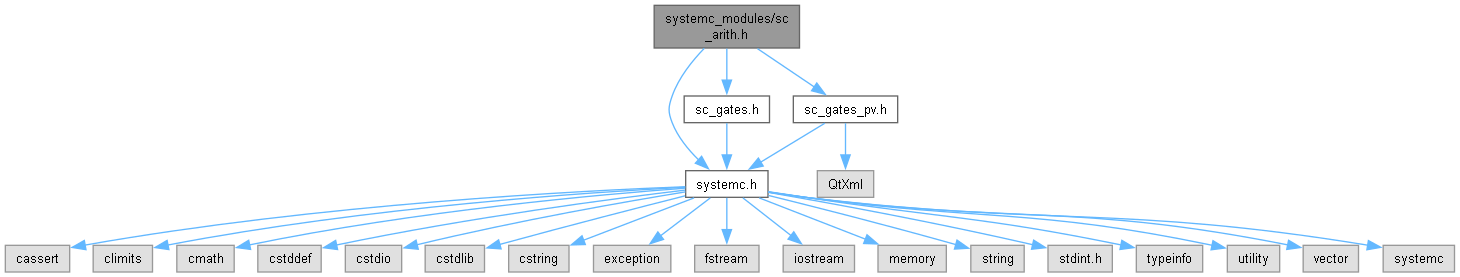 systemc_modules/sc
_arith.h
sc_gates.h
sc_gates_pv.h
systemc.h
QtXml
cassert
climits
cmath
cstddef
cstdio
cstdlib
cstring
exception
fstream
iostream
memory
string
stdint.h
typeinfo
utility
vector
systemc